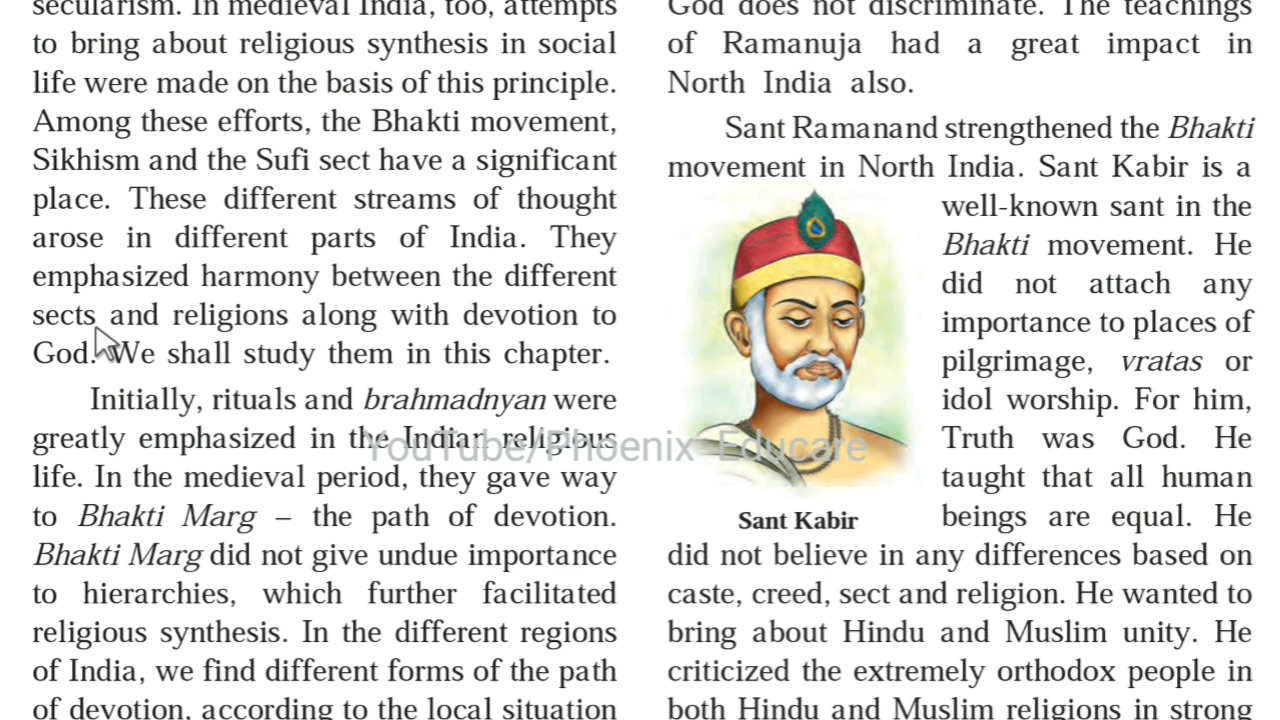 secularism. In medieval India, too, attempts
to bring about religious synthesis in social
life were made on the basis of this principle.
Among these efforts, the Bhakti movement,
Sikhism and the Sufi sect have a significant
place. These different streams of thought
arose in different parts of India. They
emphasized harmony between the different
sects and religions along with devotion to
God. We shall study them in this chapter.
Initially, rituals and brahmadnyan were
greatly emphasized in the Indian religious
life. In the medieval period, they gave way
to Bhakti Marg – the path of devotion.
Bhakti Marg did not give undue importance
to hierarchies, which further facilitated
religious synthesis. In the different regions
of India, we find different forms of the path
of devotion, according to the local situation
God does not discriminate. The teachings
of Ramanuja had a great impact in
North India also.
Sant Ramanand strengthened the Bhakti
movement in North India. Sant Kabir is a
well-known sant in the
Bhakti movement. He
did not attach any
importance to places of
pilgrimage, vratas or
idol worship. For him,
Truth was God. He
taught that all human
beings are equal. He
did not believe in any differences based on
caste, creed, sect and religion. He wanted to
bring about Hindu and Muslim unity. He
criticized the extremely orthodox people in
both Hindu and Muslim religions in strong
Sant Kabir
YouTube/Phoenix Educare